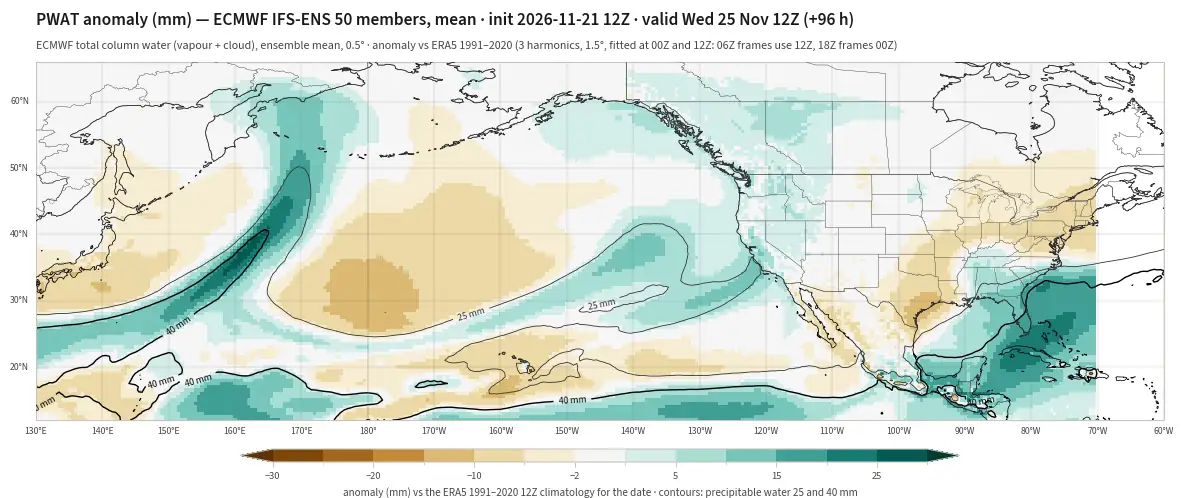 PWAT anomaly (mm) — ECMWF IFS-ENS 50 members, mean · init 2026-11-21 12Z · valid Wed 25 Nov 12Z (+96 h)
ECMWF total column water (vapour + cloud), ensemble mean, 0.5° · anomaly vs ERA5 1991–2020 (3 harmonics, 1.5°, fitted at 00Z and 12Z: 06Z frames use 12Z, 18Z frames 00Z)
60°N
50°N
40°N
30°N
20°N
25 mm
25 mm
40 mm
40 mm
40 mm
40 mm
130°E 140°E 150°E 160°E 170°E 180° 170°W 160°W 150°W 140°W 130°W 120°W 110°W 100°W 90°W 80°W 70°W 60°W
−30 −20 −10 −2 5 15 25
anomaly (mm) vs the ERA5 1991–2020 12Z climatology for the date · contours: precipitable water 25 and 40 mm